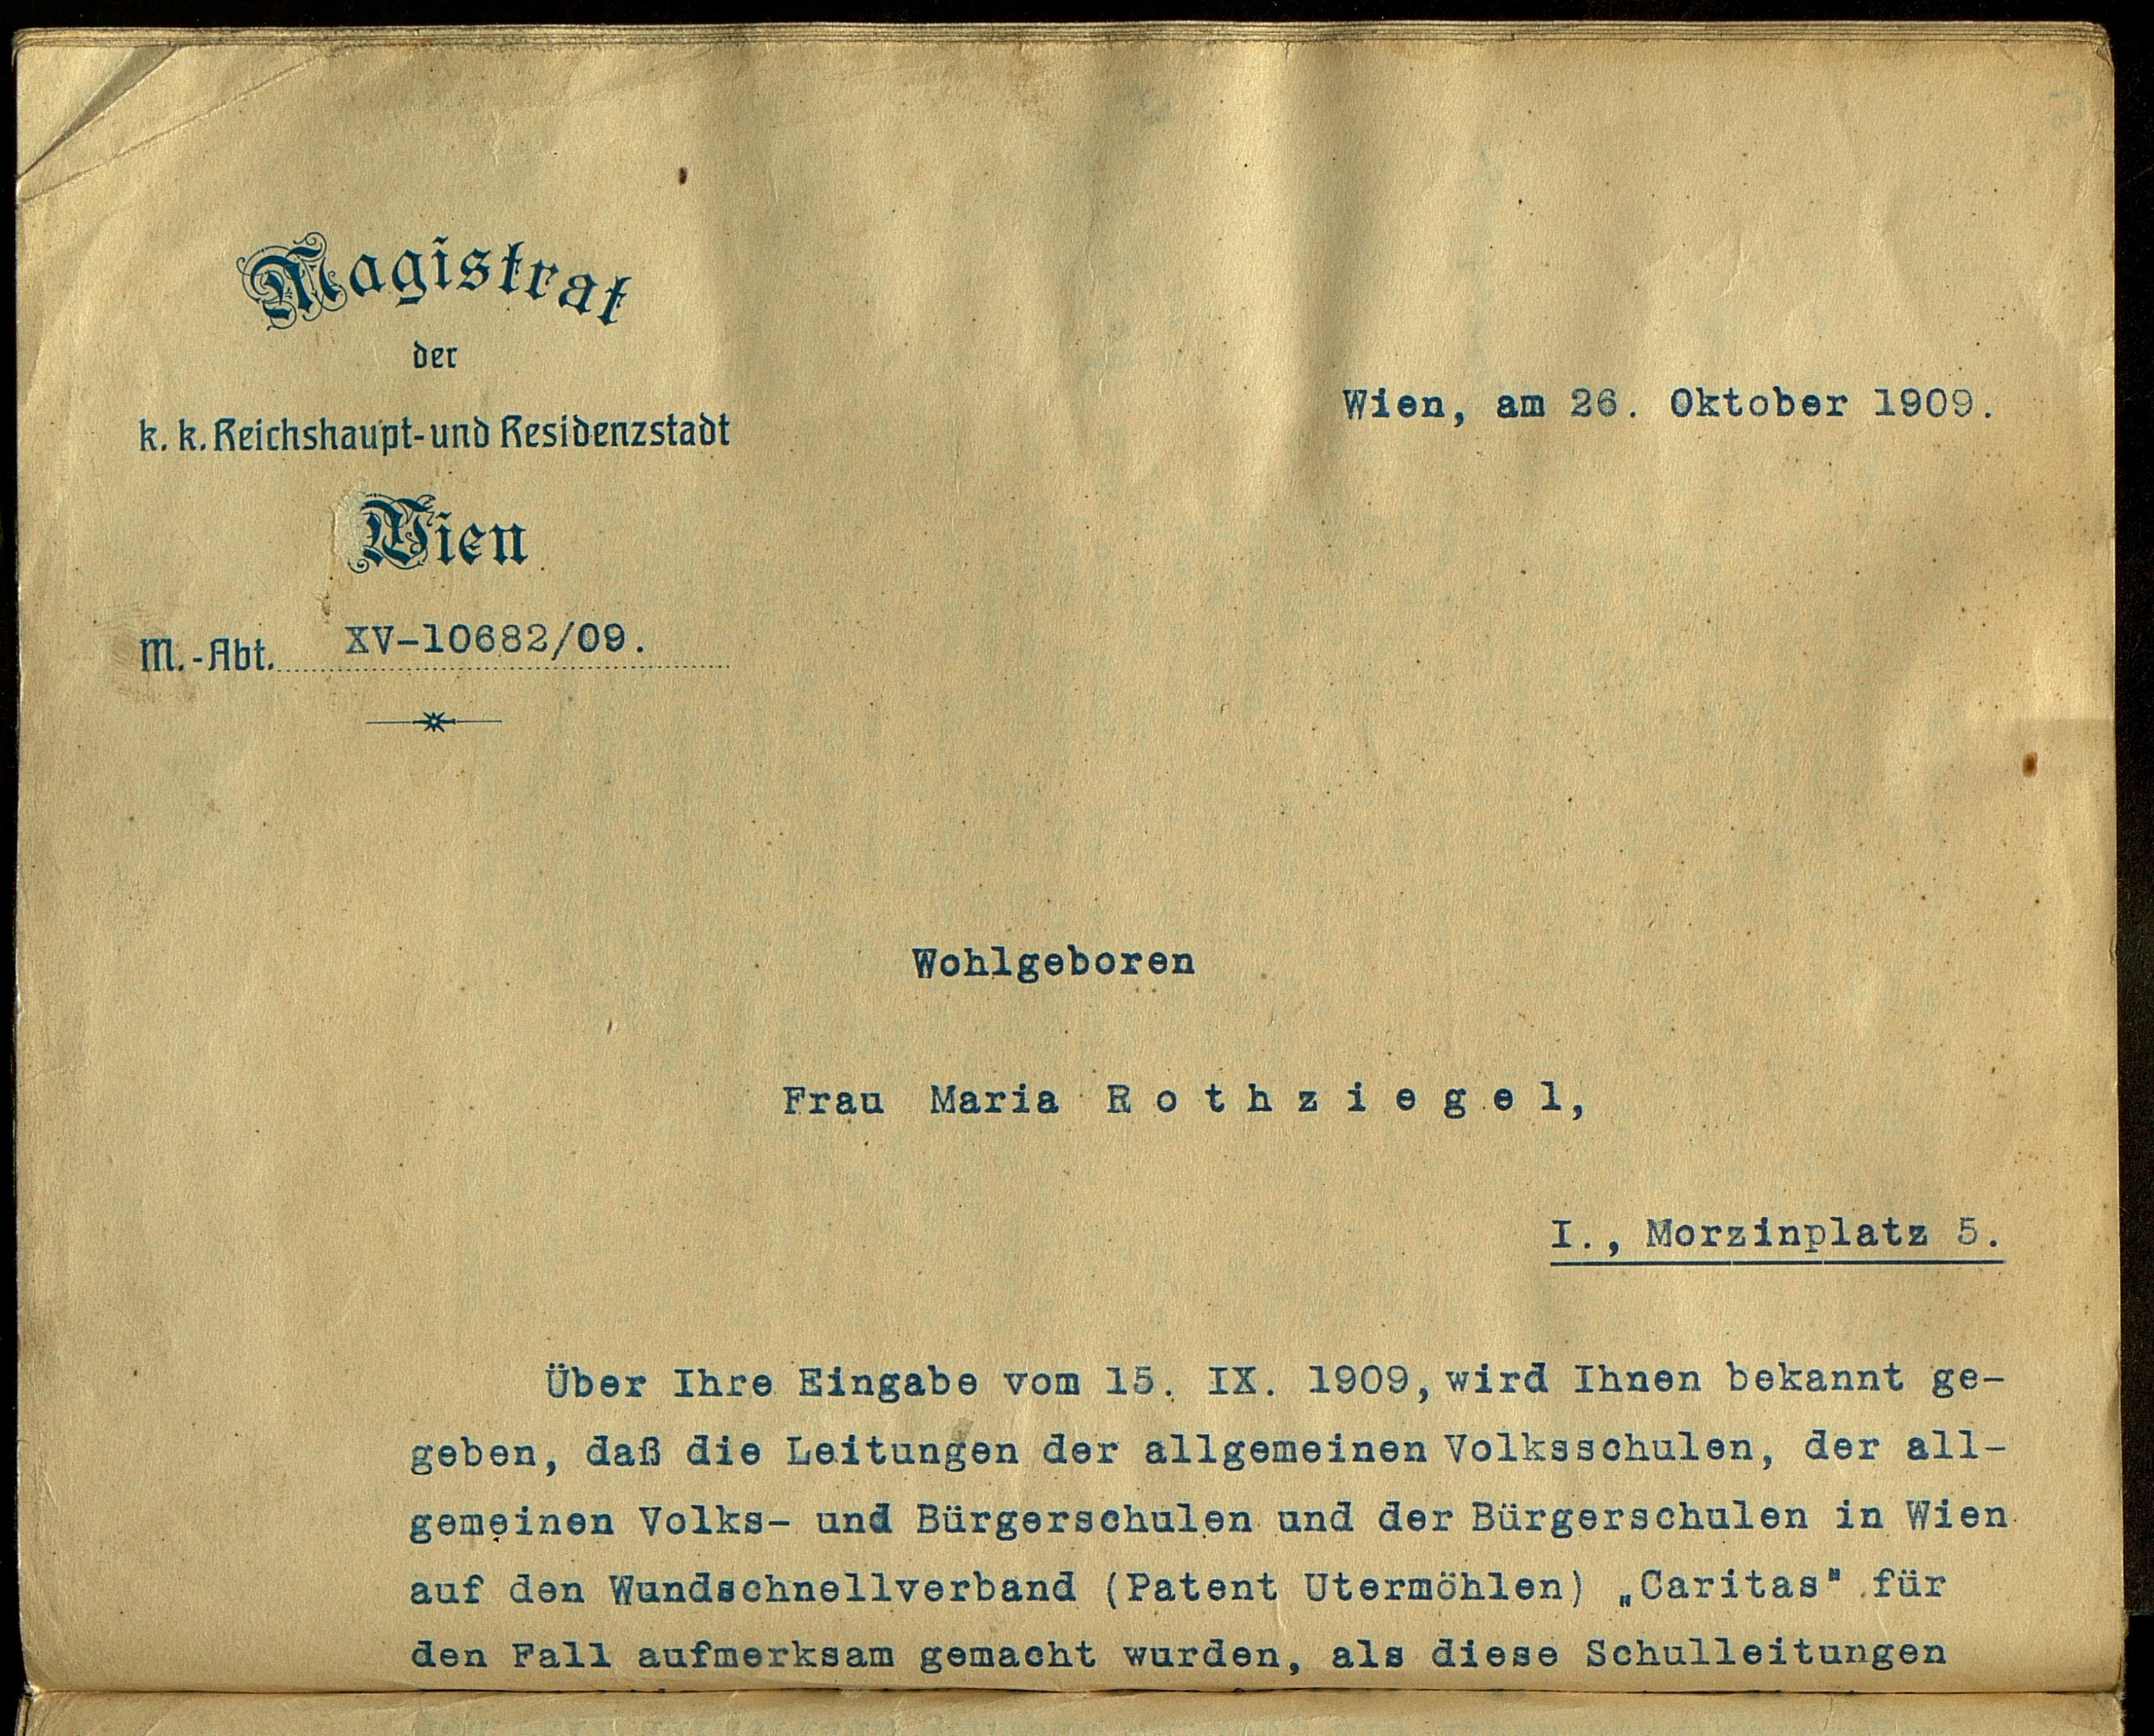 Magistrat
der
k. k. Reichshaupt- und Residenzstadt
Wien
M.-Abt. XV-10682/09.
Wien, am 26. Oktober 1909.
Wohlgeboren
Frau Maria Rothziegel,
I., Morzinplatz 5.
Über Ihre Eingabe vom 15. IX. 1909, wird Ihnen bekannt ge-
geben, daß die Leitungen der allgemeinen Volksschulen, der all-
gemeinen Volks- und Bürgerschulen und der Bürgerschulen in Wien
auf den Wundschnellverband (Patent Utermöhlen) „Caritas" für
den Fall aufmerksam gemacht wurden, als diese Schulleitungen